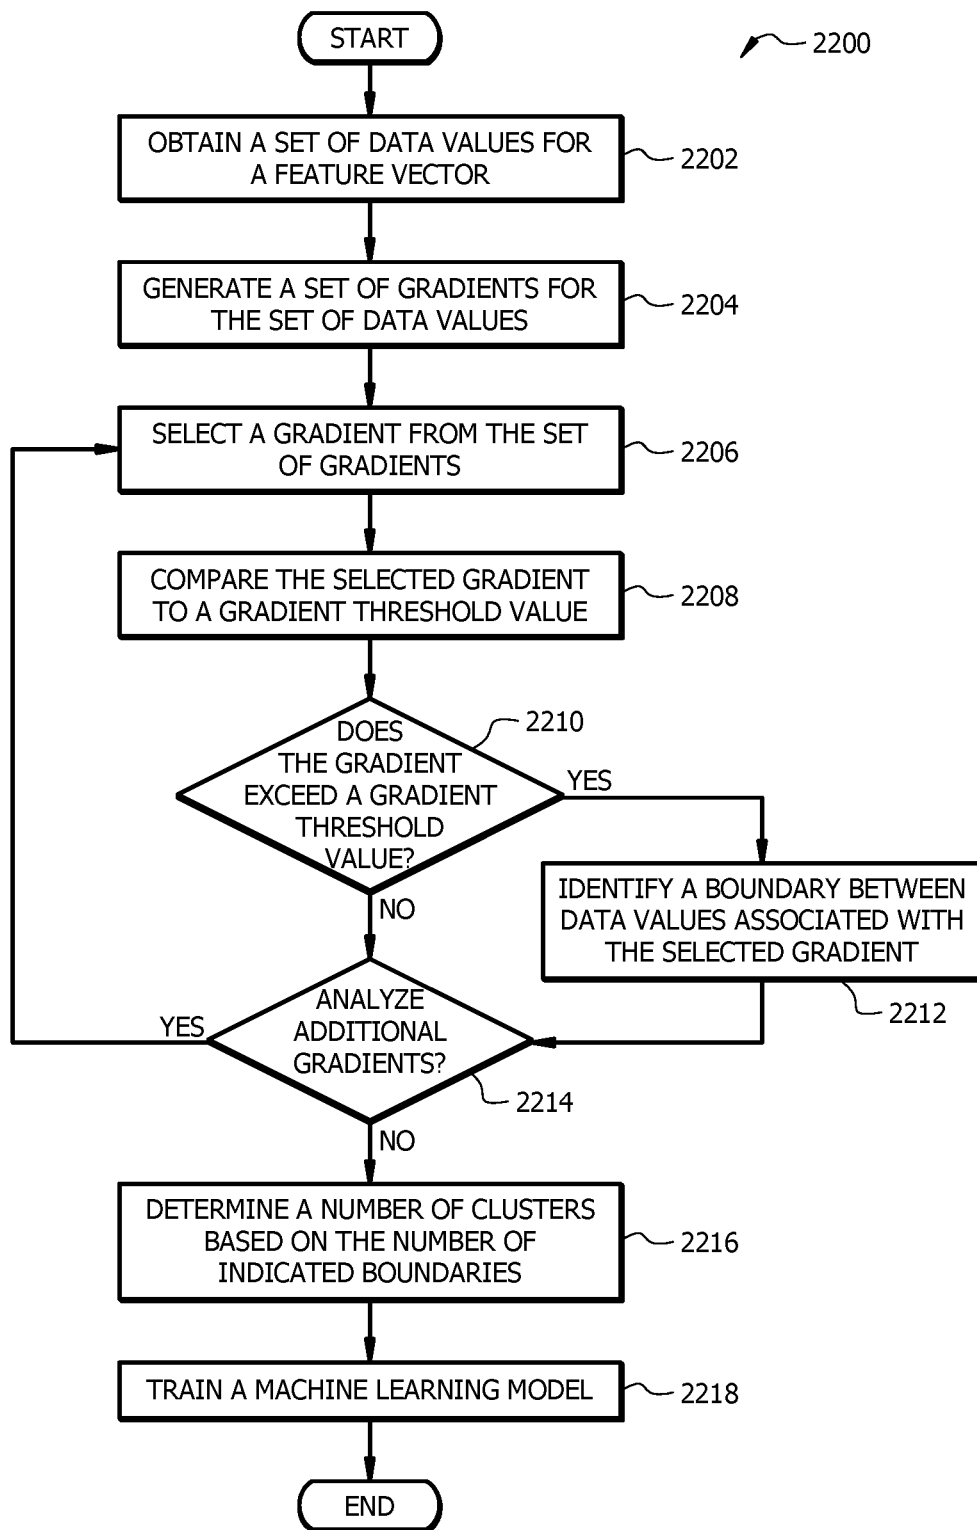 START
2200
OBTAIN A SET OF DATA VALUES FOR
A FEATURE VECTOR
2202
GENERATE A SET OF GRADIENTS FOR
THE SET OF DATA VALUES
2204
SELECT A GRADIENT FROM THE SET
OF GRADIENTS
2206
COMPARE THE SELECTED GRADIENT
TO A GRADIENT THRESHOLD VALUE
2208
DOES
THE GRADIENT
EXCEED A GRADIENT
THRESHOLD
VALUE?
2210
YES
NO
IDENTIFY A BOUNDARY BETWEEN
DATA VALUES ASSOCIATED WITH
THE SELECTED GRADIENT
2212
ANALYZE
ADDITIONAL
GRADIENTS?
YES
2214
NO
DETERMINE A NUMBER OF CLUSTERS
BASED ON THE NUMBER OF
INDICATED BOUNDARIES
2216
TRAIN A MACHINE LEARNING MODEL
2218
END